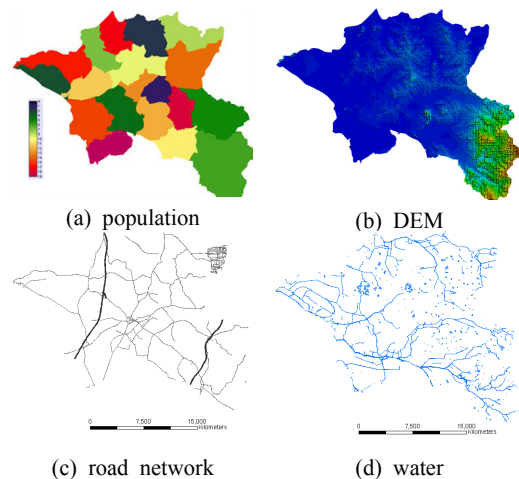 (a) population
(b) DEM
0 7,500 15,000
Kilometers
0 7,500 15,000
Kilometers
(c) road network
(d) water